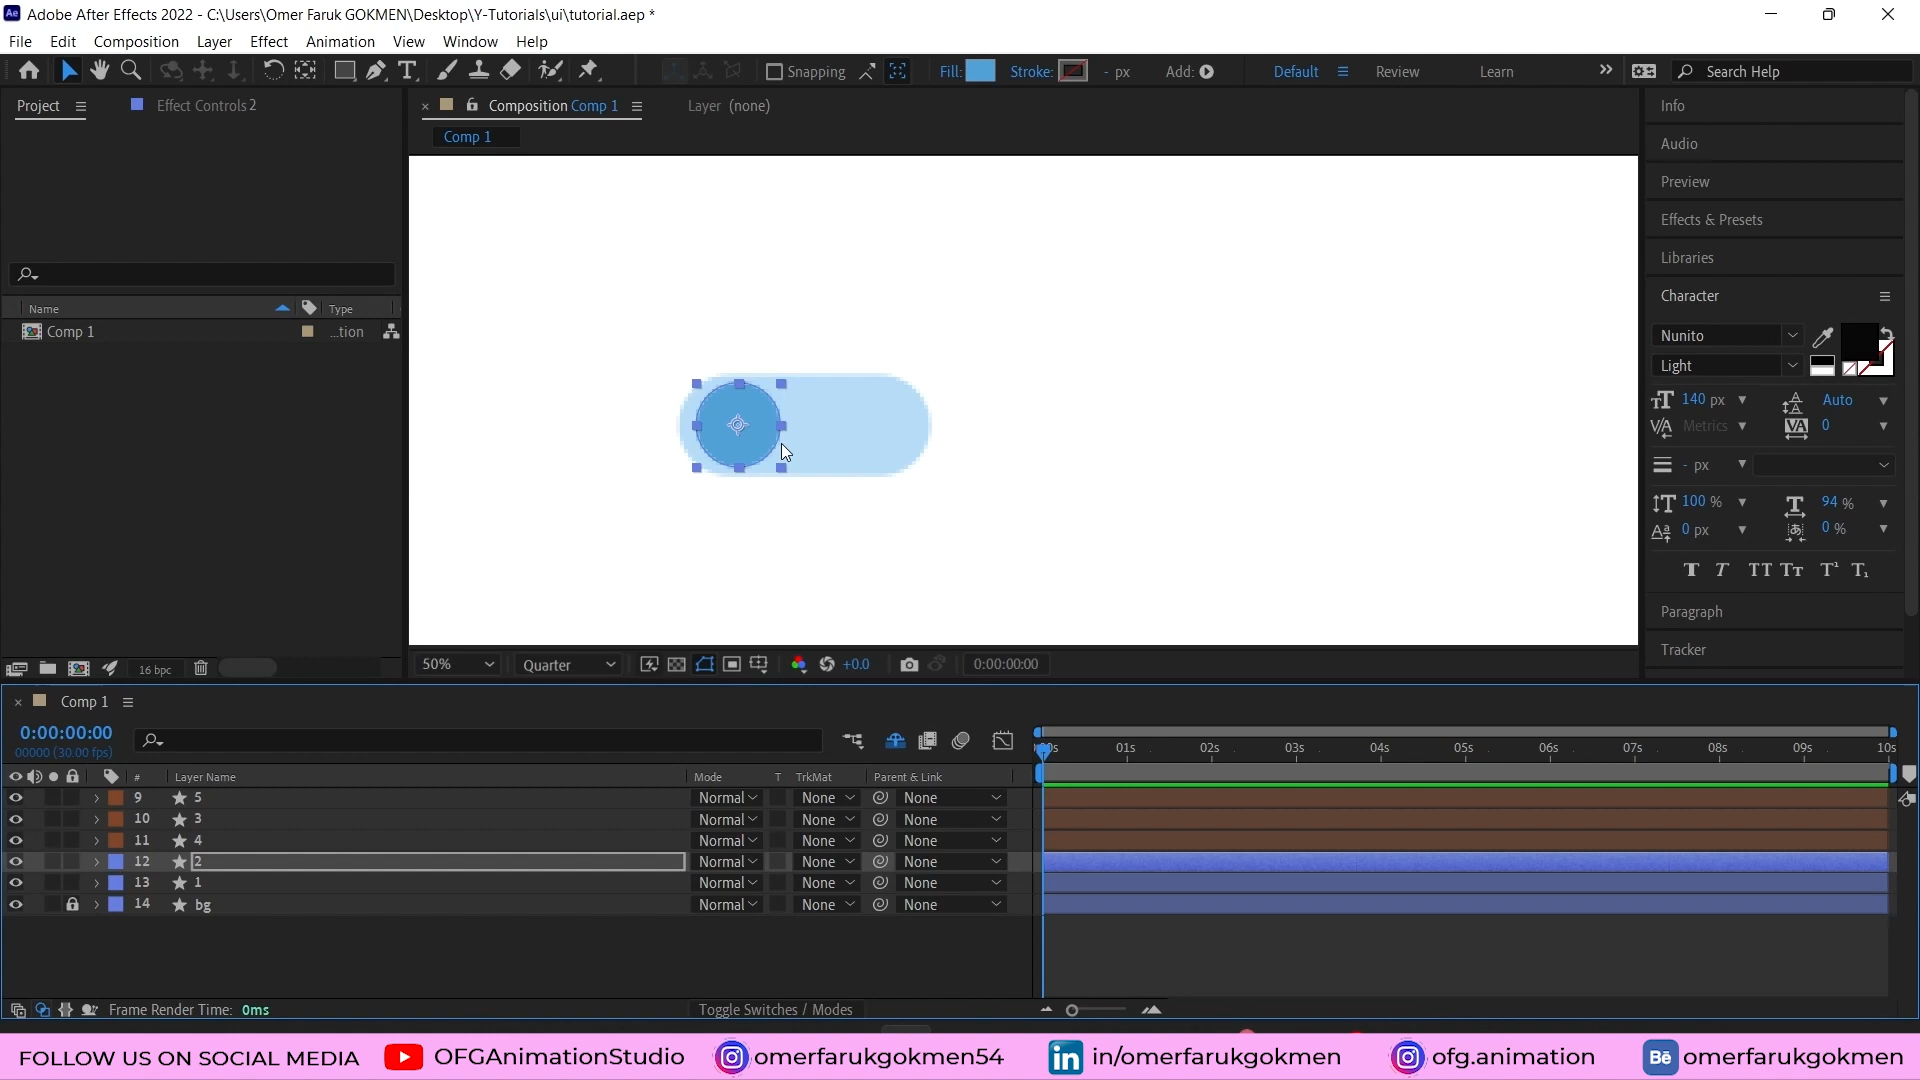 Adobe After Effects 2022 - C:\Users\Omer Faruk GOKMEN\Desktop\Y-Tutorials\ui\tutorial.aep *
File Edit Composition Layer Effect Animation View Window Help
Snapping Fill: Stroke: - px Add: Default Review Learn Search Help
Project Effect Controls 2 Composition Comp 1 Layer (none) Info
Comp 1
Audio
Preview
Effects & Presets
Libraries
Character
Name Type
Comp 1 ...tion
Nunito
Light
140 px Auto
Metrics 0
- px
100 % 94 %
0 px 0 %
Paragraph
Tracker
16 bpc 50% Quarter +0.0 0:00:00:00
Comp 1
0:00:00:00
00000 (30.00 fps)
01s 02s 03s 04s 05s 06s 07s 08s 09s 10s
# Layer Name Mode T TrkMat Parent & Link
9 5 Normal None None
10 3 Normal None None
11 4 Normal None None
12 2 Normal None None
13 1 Normal None None
14 bg Normal None None
Frame Render Time: 0ms Toggle Switches / Modes
FOLLOW US ON SOCIAL MEDIA OFGAnimationStudio omerfarukgokmen54 in/omerfarukgokmen ofg.animation Bē omerfarukgokmen